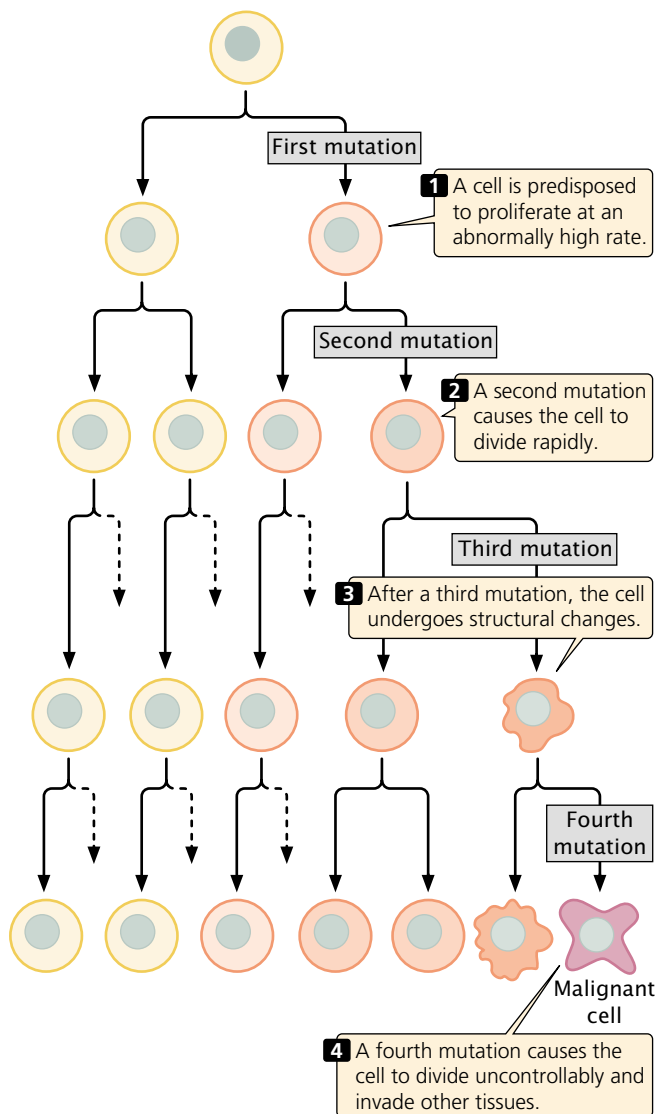 First mutation
1 A cell is predisposed
to proliferate at an
abnormally high rate.
Second mutation
2 A second mutation
causes the cell to
divide rapidly.
Third mutation
3 After a third mutation, the cell
undergoes structural changes.
Fourth
mutation
Malignant
cell
4 A fourth mutation causes the
cell to divide uncontrollably and
invade other tissues.